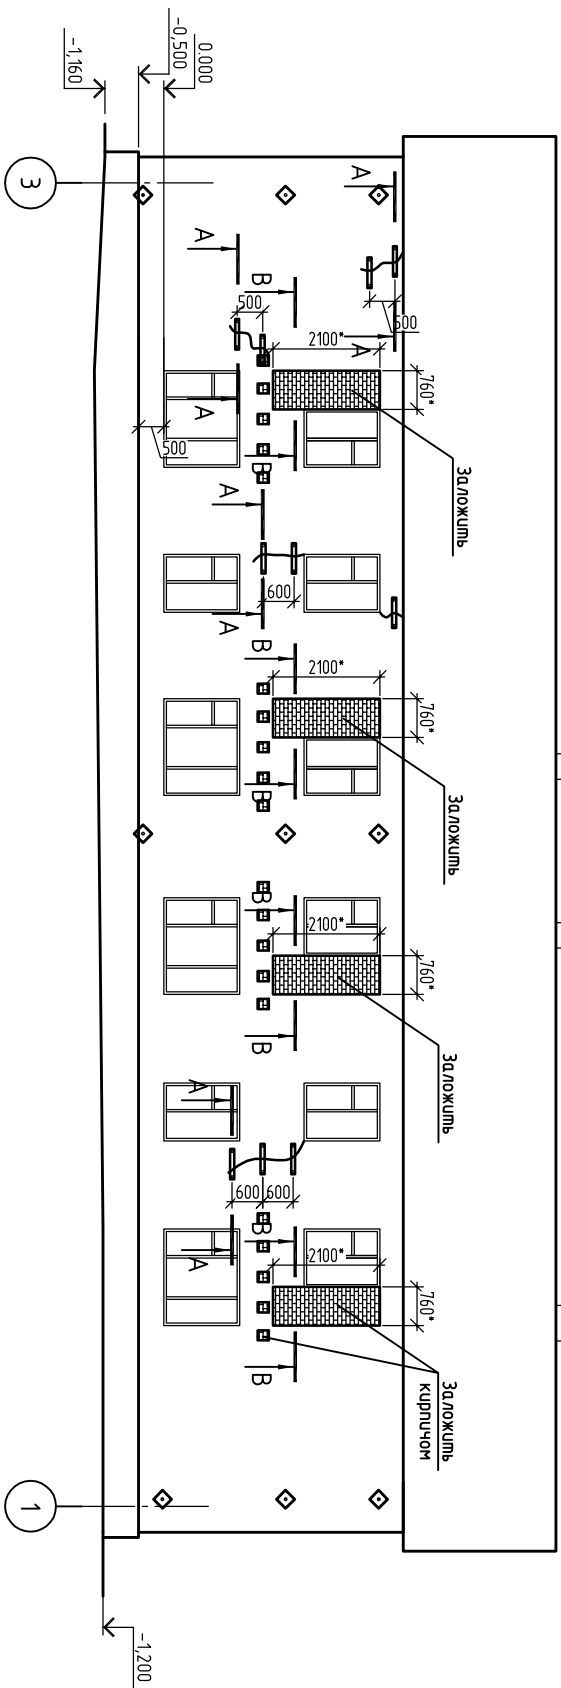 0.000
-0,500
-1,160
3
A
A
500
A
A
B
B
500
2100*
760*
Заложить
500
A
A
600
B
B
2100*
760*
Заложить
B
B
2100*
760*
Заложить
A
A
600
600
B
B
2100*
760*
Заложить
кирпичом
1
-1,200